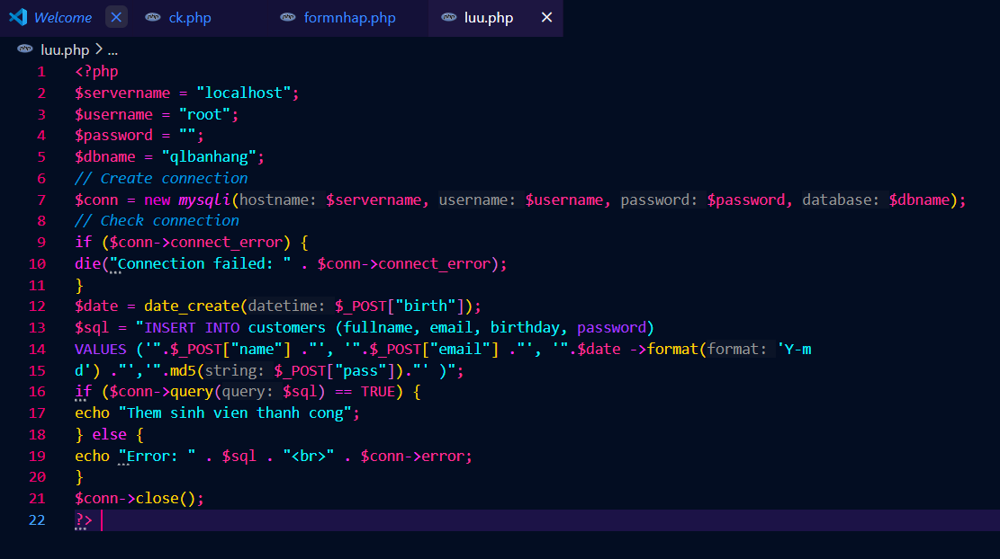 Welcome ck.php formnhap.php luu.php
luu.php > ...
1 <?php
2 $servername = "localhost";
3 $username = "root";
4 $password = "";
5 $dbname = "qlbanhang";
6 // Create connection
7 $conn = new mysqli(hostname: $servername, username: $username, password: $password, database: $dbname);
8 // Check connection
9 if ($conn->connect_error) {
10 die("Connection failed: " . $conn->connect_error);
11 }
12 $date = date_create(datetime: $_POST["birth"]);
13 $sql = "INSERT INTO customers (fullname, email, birthday, password)
14 VALUES ('".$_POST["name"] ."', '".$_POST["email"] ."', '".$date ->format(format: 'Y-m
15 d') ."','".md5(string: $_POST["pass"])."' )";
16 if ($conn->query(query: $sql) == TRUE) {
17 echo "Them sinh vien thanh cong";
18 } else {
19 echo "Error: " . $sql . "<br>" . $conn->error;
20 }
21 $conn->close();
22 ?>